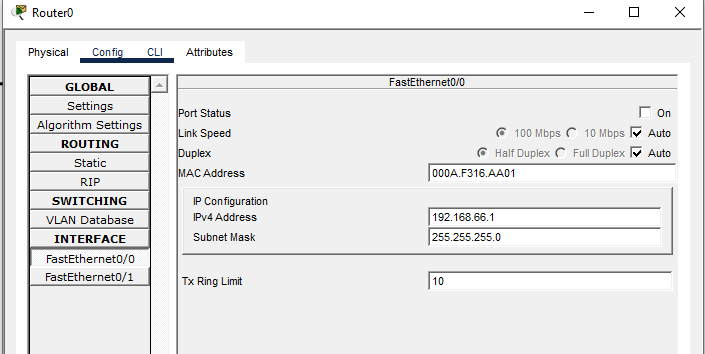 Router0
Physical Config CLI Attributes
GLOBAL
Settings
Algorithm Settings
ROUTING
Static
RIP
SWITCHING
VLAN Database
INTERFACE
FastEthernet0/0
FastEthernet0/1
FastEthernet0/0
Port Status On
Link Speed 100 Mbps 10 Mbps Auto
Duplex Half Duplex Full Duplex Auto
MAC Address 000A.F316.AA01
IP Configuration
IPv4 Address 192.168.66.1
Subnet Mask 255.255.255.0
Tx Ring Limit 10